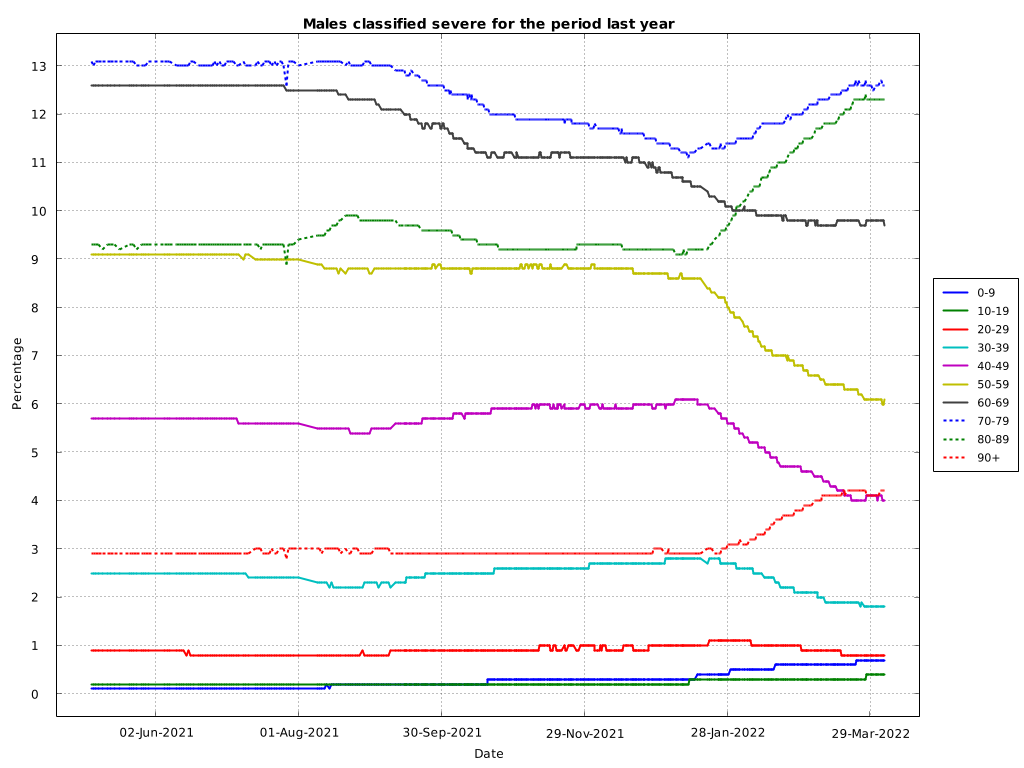 Males classified severe for the period last year
13
12
11
10
9
8
7
6
5
4
3
2
1
0
Percentage
02-Jun-2021
01-Aug-2021
30-Sep-2021
29-Nov-2021
28-Jan-2022
29-Mar-2022
Date
0-9
10-19
20-29
30-39
40-49
50-59
60-69
70-79
80-89
90+